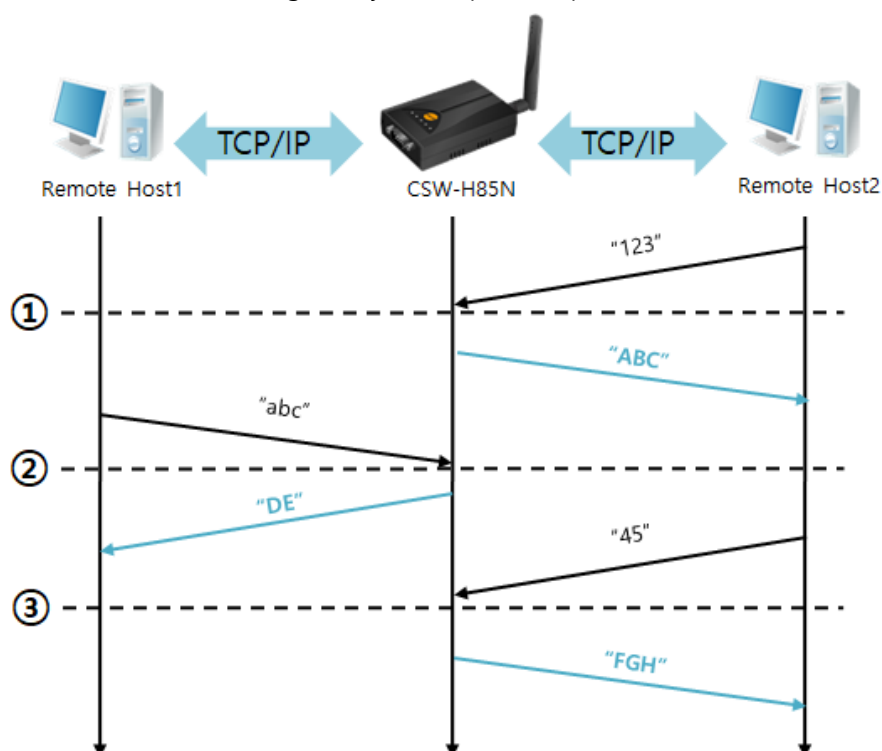 TCP/IP
TCP/IP
Remote Host1
CSW-H85N
Remote Host2
"123"
①
"ABC"
"abc"
②
"DE"
"45"
③
"FGH"